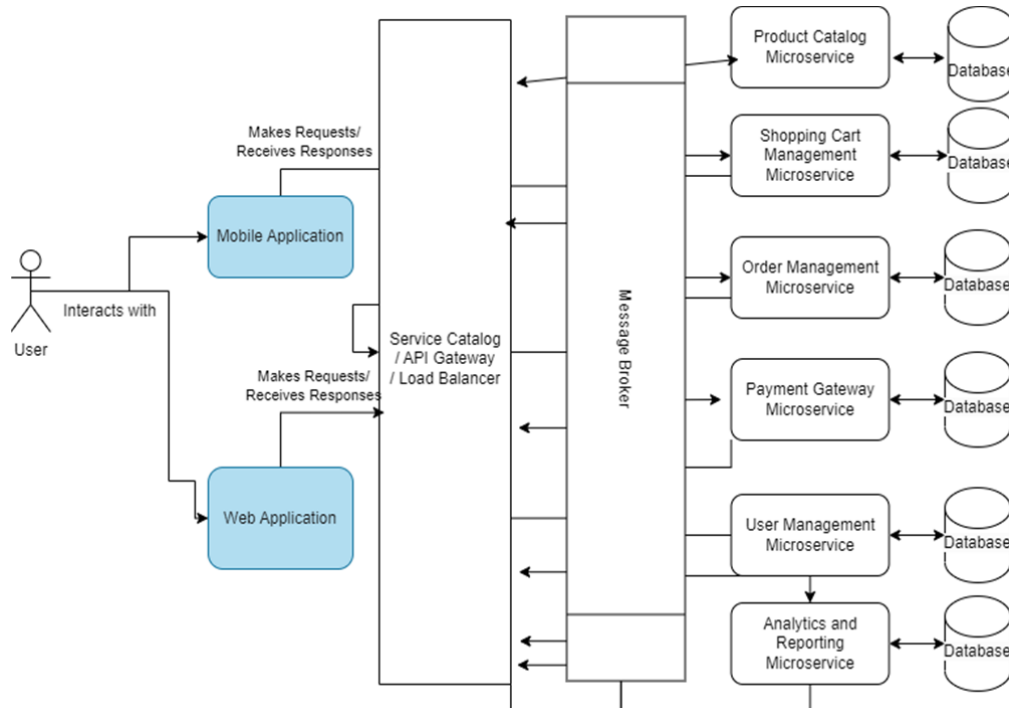 Product Catalog
Microservice
Database
Makes Requests/
Receives Responses
Shopping Cart
Management
Microservice
Database
Mobile Application
Interacts with
User
Order Management
Microservice
Database
Message Broker
Service Catalog
/ API Gateway
/ Load Balancer
Makes Requests/
Receives Responses
Payment Gateway
Microservice
Database
Web Application
User Management
Microservice
Database
Analytics and
Reporting
Microservice
Database